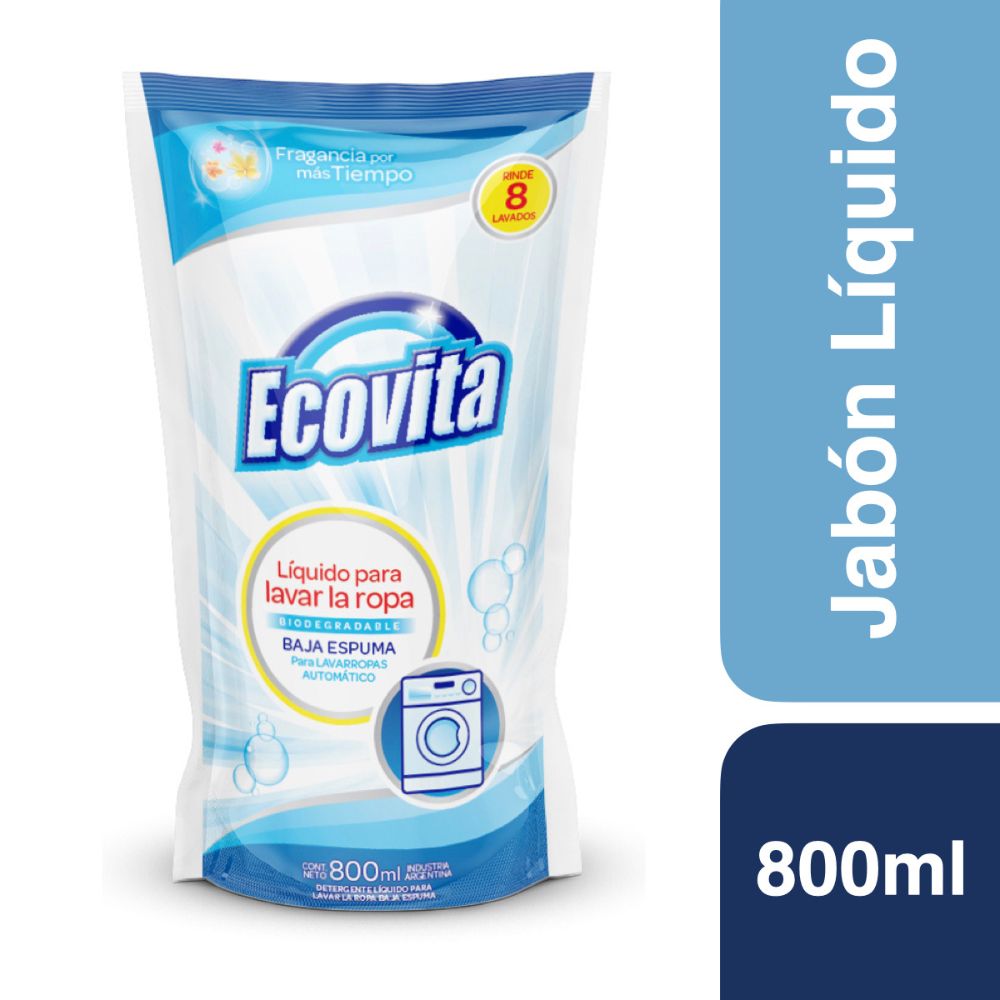 Fragancia por
más Tiempo
RINDE
8
LAVADOS
Ecovita
Líquido para
lavar la ropa
BIODEGRADABLE
BAJA ESPUMA
Para LAVARROPAS
AUTOMÁTICO
CONT.
NETO 800ml INDUSTRIA
ARGENTINA
DETERGENTE LÍQUIDO PARA
LAVAR LA ROPA BAJA ESPUMA
Jabón Líquido
800ml